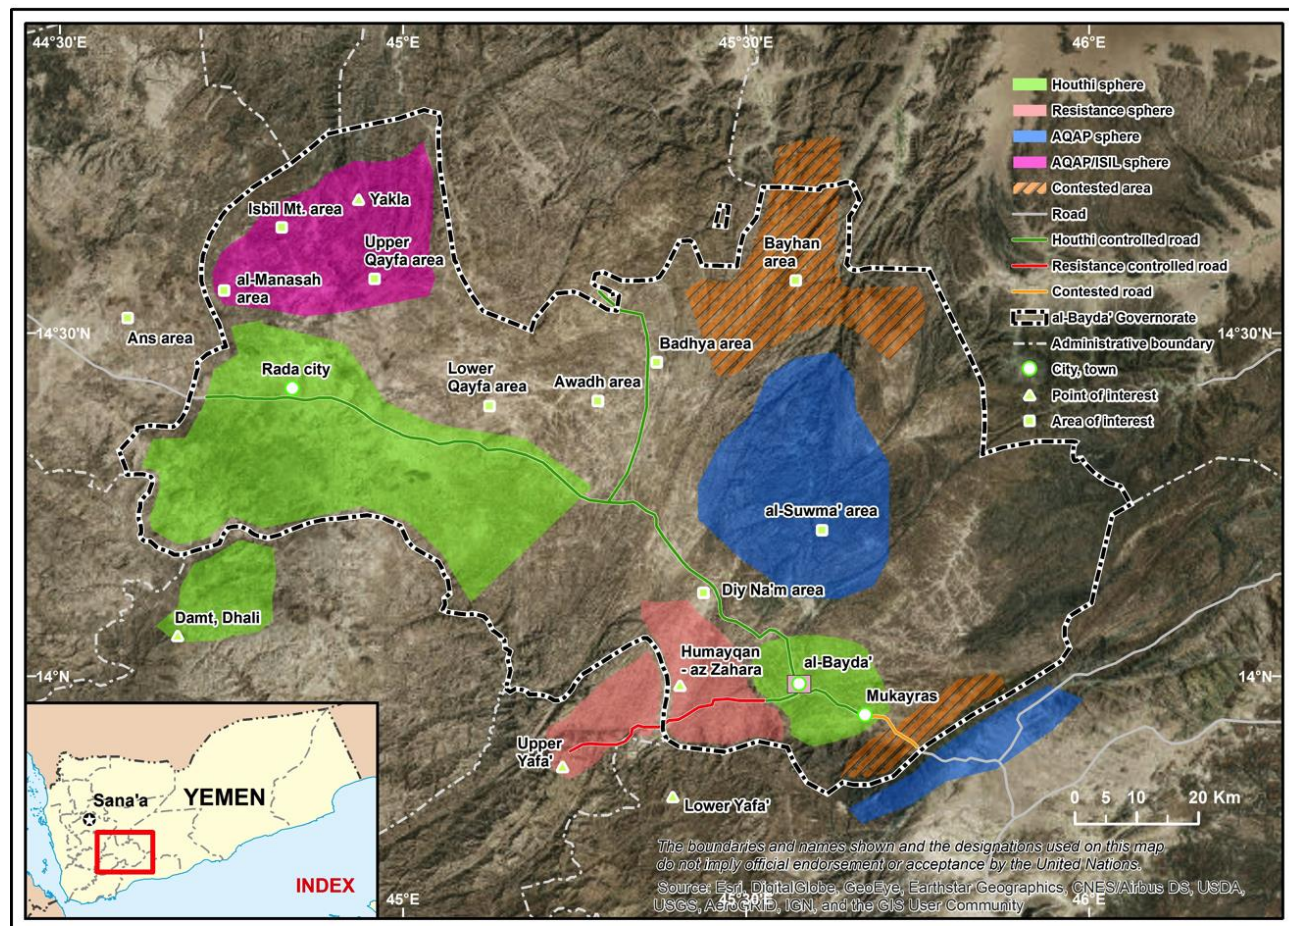 44°30'E
45°E
45°30'E
46°E
Houthi sphere
Resistance sphere
AQAP sphere
AQAP/ISIL sphere
Contested area
Road
Houthi controlled road
Resistance controlled road
Contested road
al-Bayda' Governorate
Administrative boundary
City, town
Point of interest
Area of interest
Yakla
Isbil Mt. area
Upper
Qayfa area
al-Manasah
area
Bayhan
area
Ans area
14°30'N
14°30'N
Rada city
Lower
Qayfa area
Awadh area
Badhya area
al-Suwma' area
Diy Na'm area
Damt, Dhali
Humayqan
- az Zahara
al-Bayda'
Mukayras
14°N
14°N
Upper
Yafa'
Lower Yafa'
Sana'a
YEMEN
INDEX
0 5 10 20 Km
The boundaries and names shown and the designations used on this map
do not imply official endorsement or acceptance by the United Nations.
Source: Esri, DigitalGlobe, GeoEye, Earthstar Geographics, CNES/Airbus DS, USDA,
USGS, AeroGRID, IGN, and the GIS User Community
45°E
45°30'E
46°E